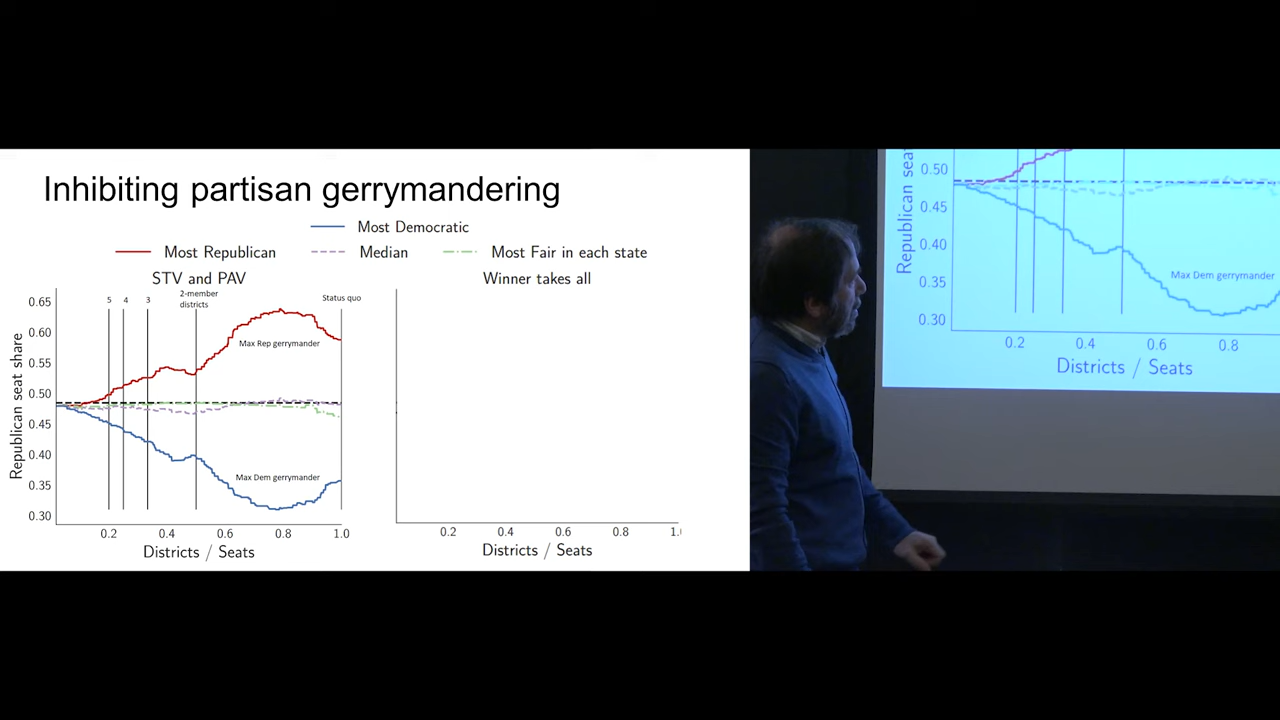 Inhibiting partisan gerrymandering
Most Democratic
Most Republican
Median
Most Fair in each state
STV and PAV
Winner takes all
5
4
3
2-member
districts
Status quo
Republican seat share
0.65
0.60
0.55
0.50
0.45
0.40
0.35
0.30
Max Rep gerrymander
Max Dem gerrymander
0.2
0.4
0.6
0.8
1.0
Districts / Seats
0.2
0.4
0.6
0.8
Districts / Seats
Republican
0.50
0.45
0.40
0.35
0.30
Max Dem gerrymander
0.2
0.4
0.6
0.8
Districts / Seats